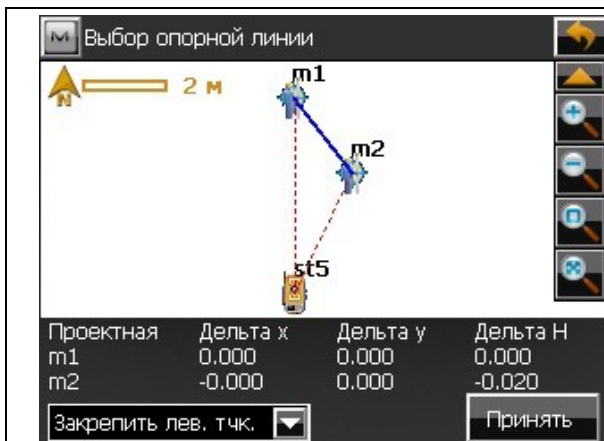 Выбор опорной линии
N
2 м
m1
m2
st5
Проектная Дельта x Дельта y Дельта H
m1 0.000 0.000 0.000
m2 -0.000 0.000 -0.020
Закрепить лев. тчк.
Принять